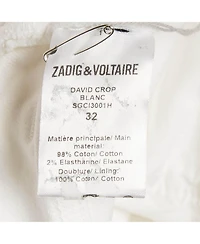 ZADIG & VOLTAIRE
DAVID CROP
BLANC
SGCI3001H
32
Matière principale/ Main
material:
98% Coton/ Cotton
2% Elasthanne/ Elastane
Doublure/ Lining:
100% Coton/ Cotton